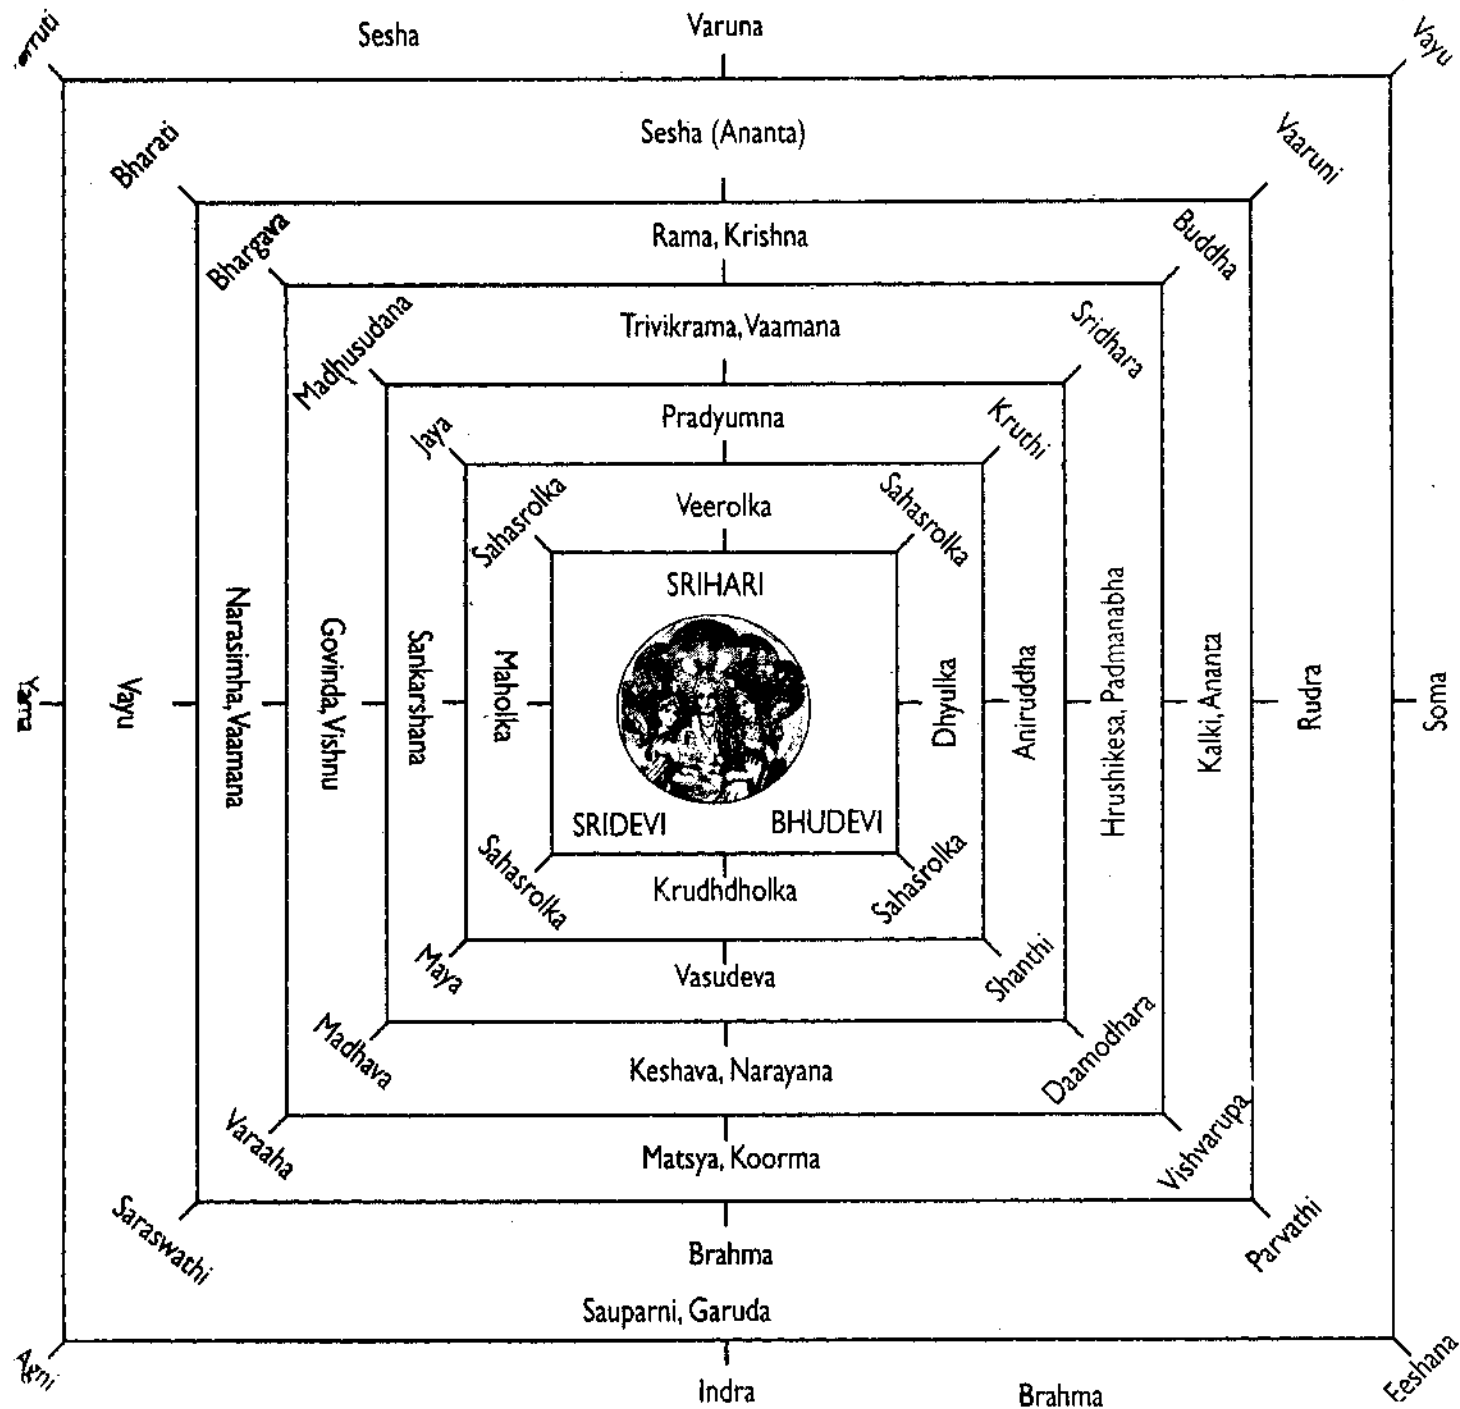 Sesha
Varuna
Vayu
Sesha (Ananta)
Bharati
Vaaruni
Rama, Krishna
Bhargava
Buddha
Trivikrama, Vaamana
Madhusudana
Sridhara
Pradyumna
Jaya
Kruthi
Veerolka
Sahasrolka
Sahasrolka
SRIHARI
Yama
Vayu
Narasimha, Vaamana
Govinda, Vishnu
Sankarshana
Maholka
Dhyulka
Aniruddha
Hrushikesa, Padmanabha
Kalki, Ananta
Rudra
Soma
SRIDEVI
BHUDEVI
Sahasrolka
Krudhdholka
Sahasrolka
Maya
Vasudeva
Shanthi
Madhava
Keshava, Narayana
Daamodhara
Varaaha
Matsya, Koorma
Vishvarupa
Saraswathi
Brahma
Parvathi
Sauparni, Garuda
Agni
Indra
Brahma
Eeshana